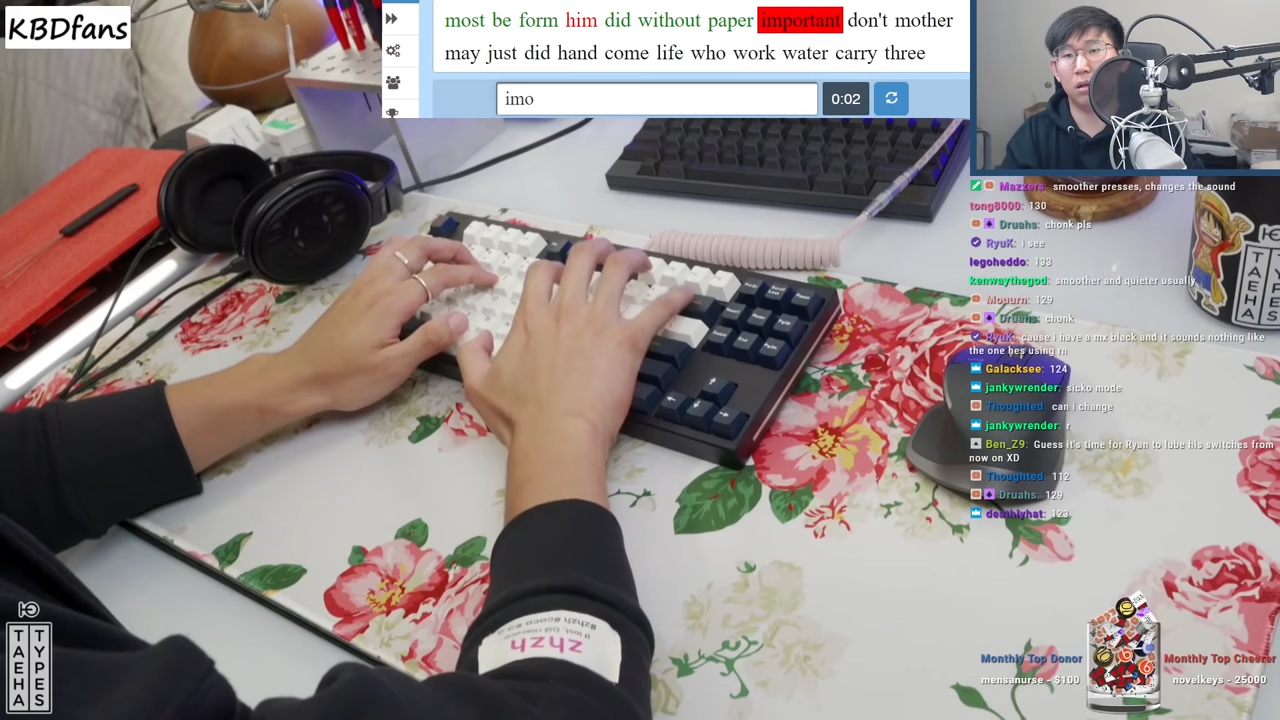 KBDfans
most be form him did without paper important don't mother
may just did hand come life who work water carry three
imo
0:02
Mazzers: smoother presses, changes the sound
tong8000: 130
Druahs: chonk pls
RyuK: i see
legoheddo: 133
kenwaythegod: smoother and quieter usually
Mouurn: 129
Druahs: chonk
RyuK: cause i have a mx black and it sounds nothing like
the one hes using rn
Galacksee: 124
jankywrender: sicko mode
Thoughted: can i change
jankywrender: r
Ben_Z9: Guess it's time for Ryan to lube his switches from
now on XD
Thoughted: 112
Druahs: 129
deathlyhat: 123
TAEHA
TAEHA
TYPES
zhzh
Monthly Top Donor
mensanurse - $100
Monthly Top Cheerer
novelkeys - 25000